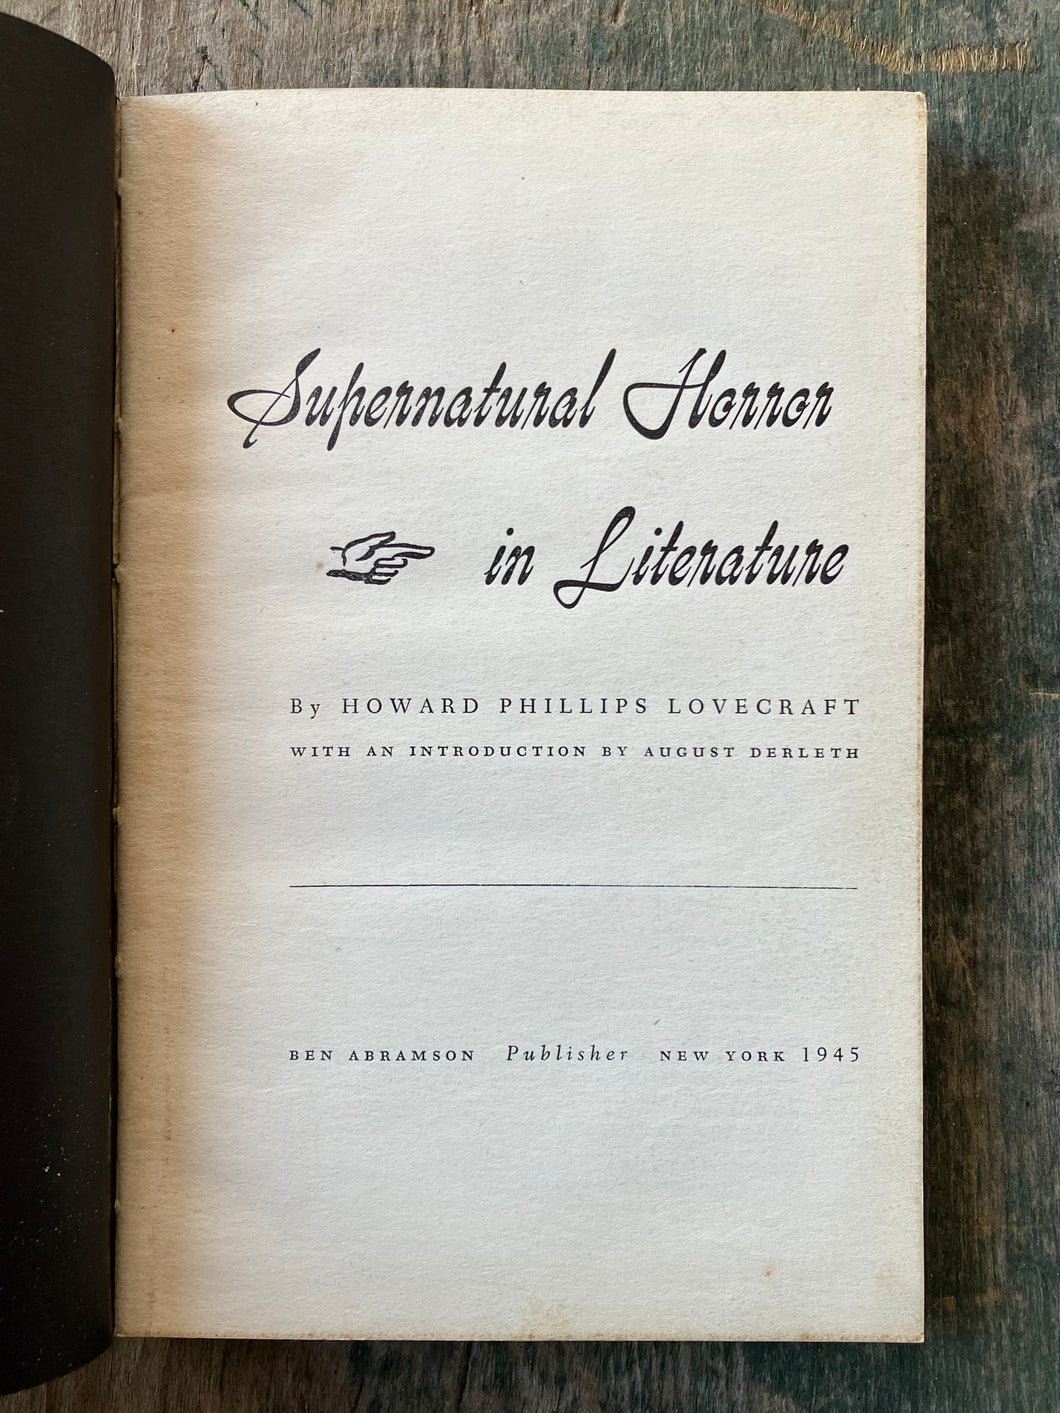 Supernatural Horror
in Literature
By HOWARD PHILLIPS LOVECRAFT
WITH AN INTRODUCTION BY AUGUST DERLETH
BEN ABRAMSON Publisher NEW YORK 1945